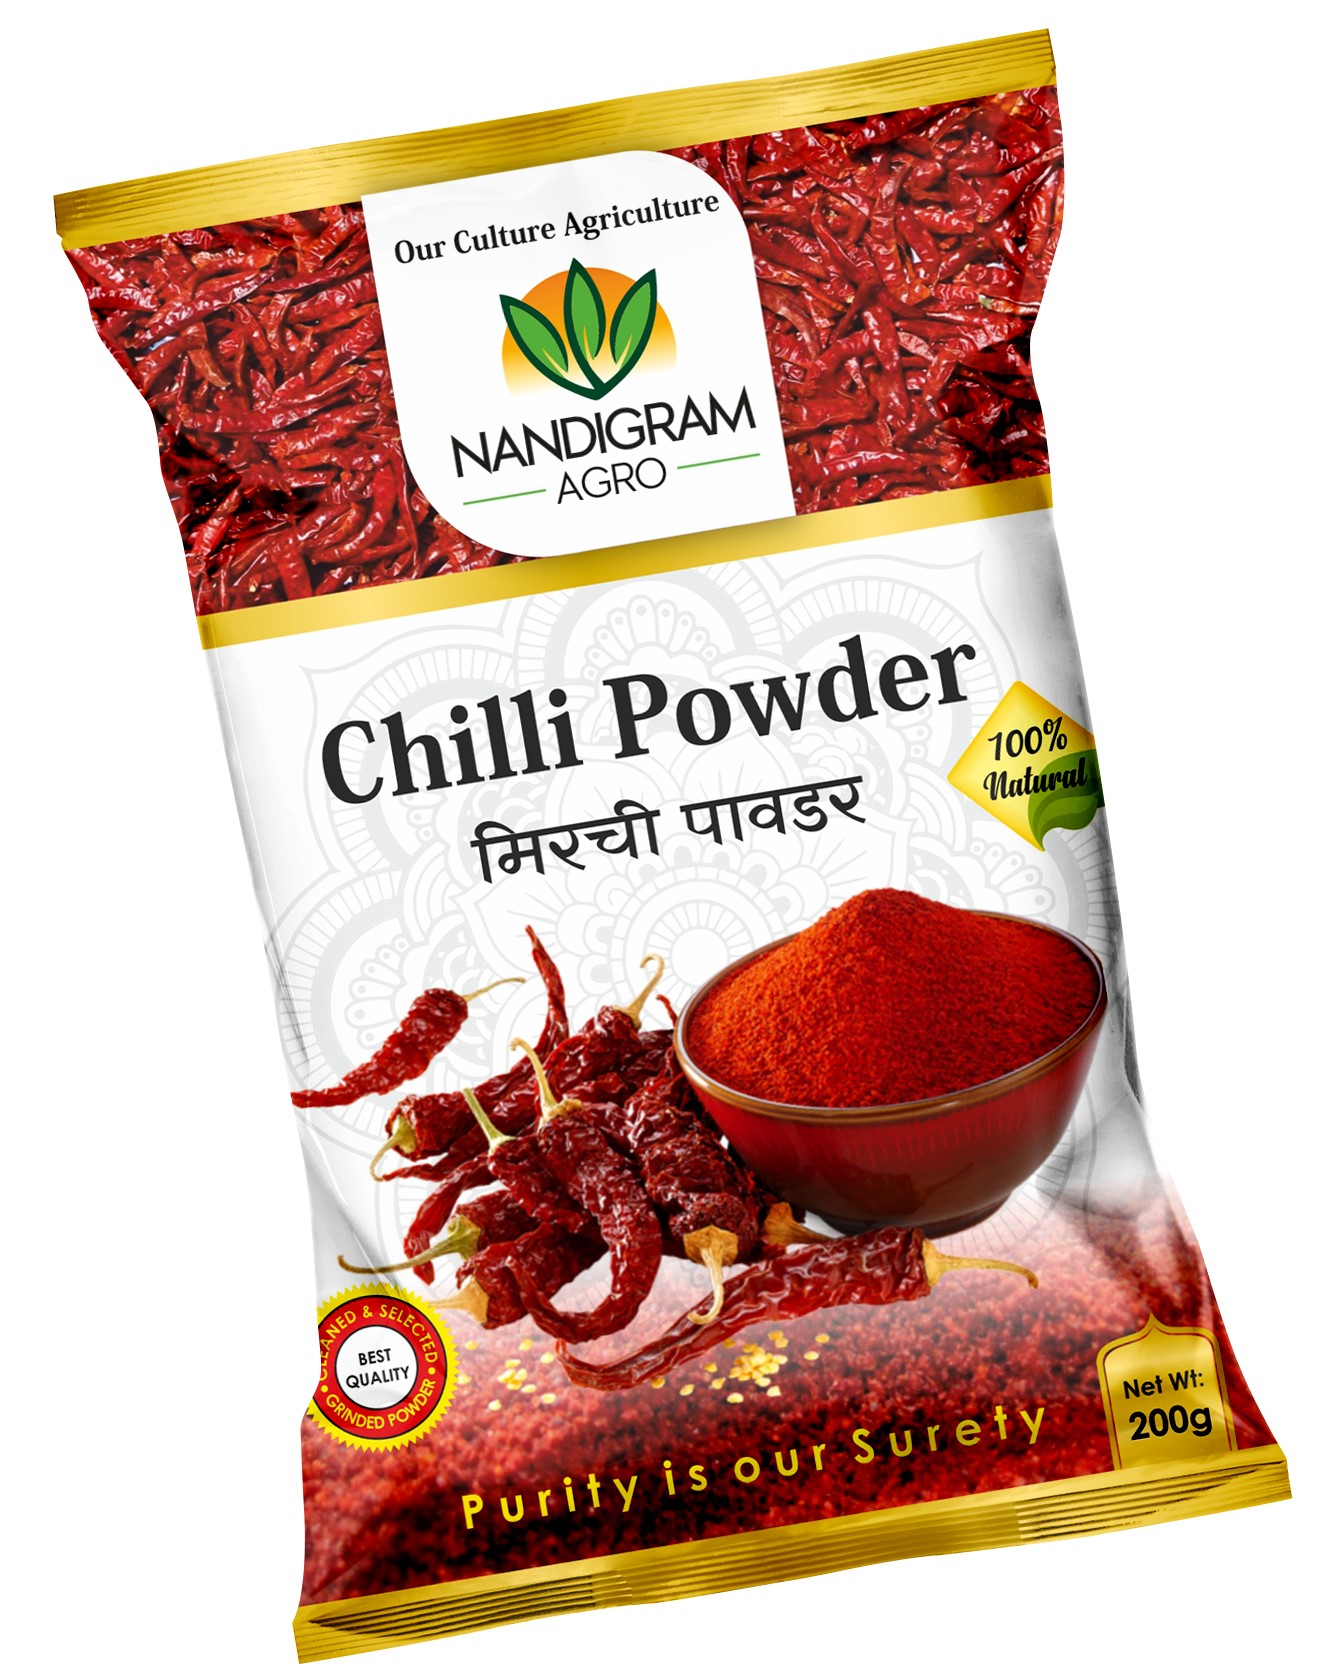 Our Culture Agriculture
NANDIGRAM
AGRO
Chilli Powder
मिरची पावडर
100%
Natural
CLEANED & SELECTED
BEST
QUALITY
GRINDED POWDER
Net Wt:
200g
Purity is our Surety